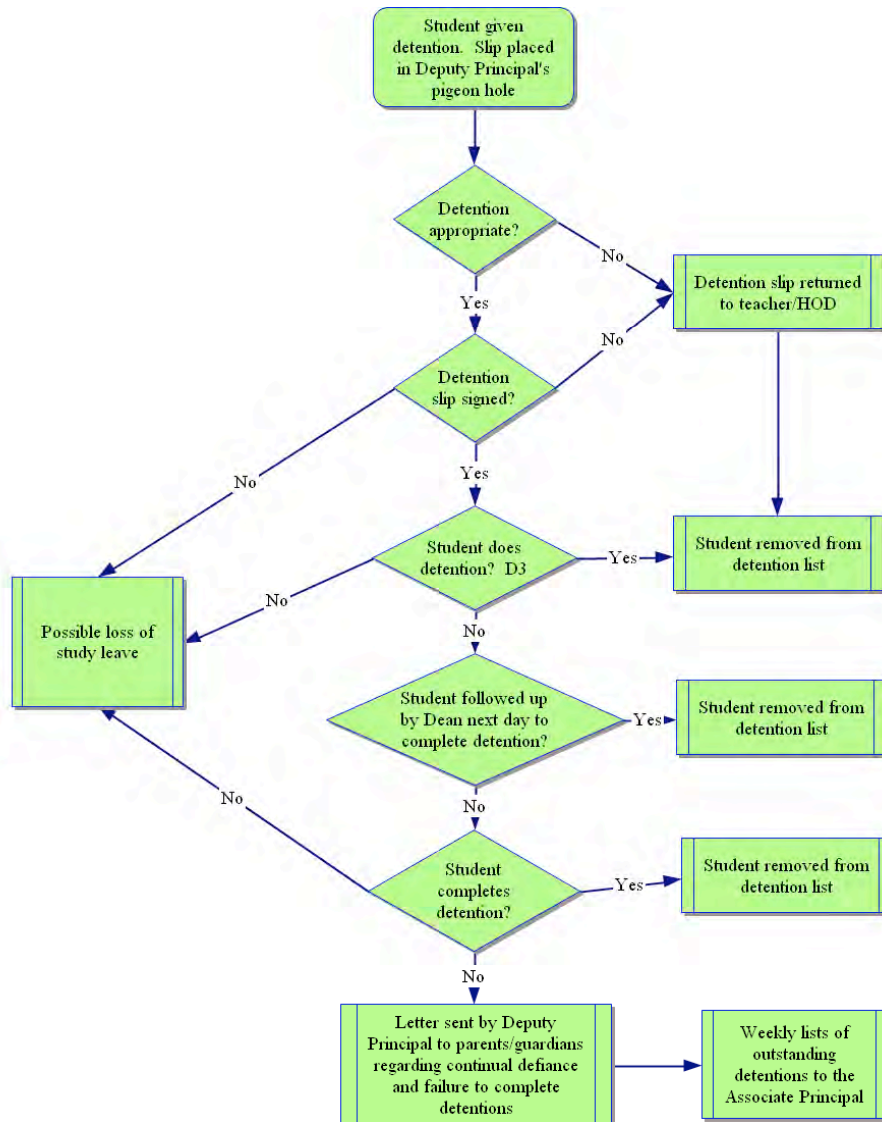 Student given
detention. Slip placed
in Deputy Principal's
pigeon hole
Detention
appropriate?
No
Detention slip returned
to teacher/HOD
Yes
No
Detention
slip signed?
No
Yes
Student does
detention? D3
Yes
Student removed from
detention list
No
Possible loss of
study leave
No
Student followed up
by Dean next day to
complete detention?
Yes
Student removed from
detention list
No
No
Student
completes
detention?
Yes
Student removed from
detention list
No
Letter sent by Deputy
Principal to parents/guardians
regarding continual defiance
and failure to complete
detentions
Weekly lists of
outstanding
detentions to the
Associate Principal